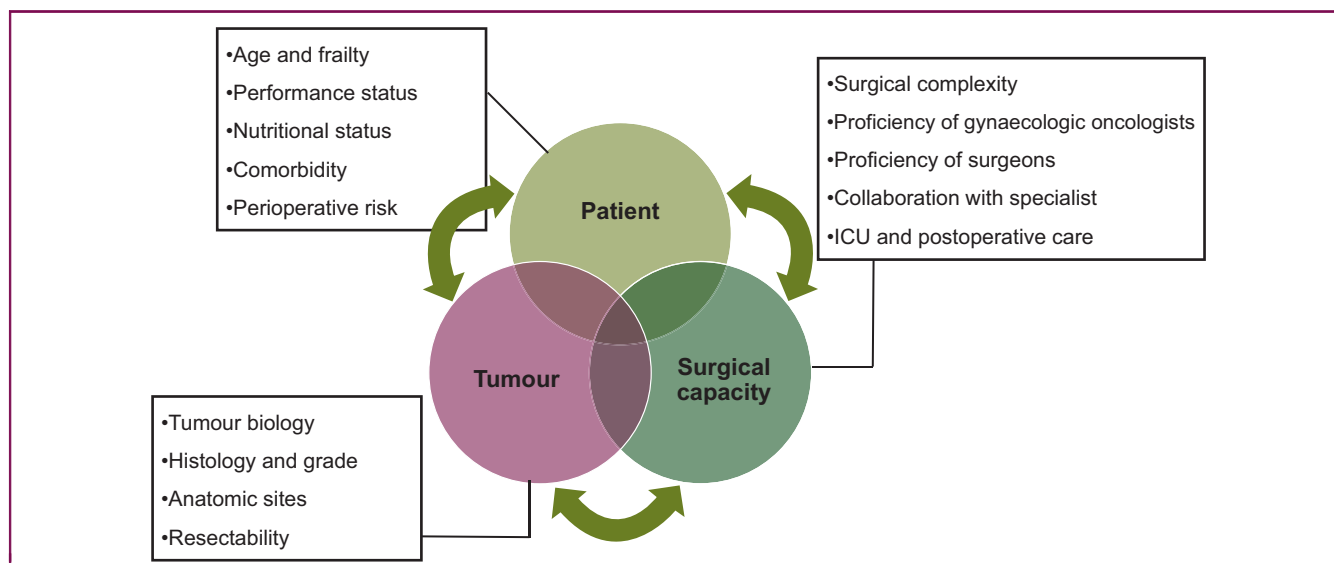 •Age and frailty
•Performance status
•Nutritional status
•Comorbidity
•Perioperative risk
•Surgical complexity
•Proficiency of gynaecologic oncologists
•Proficiency of surgeons
•Collaboration with specialist
•ICU and postoperative care
Patient
Tumour
Surgical
capacity
•Tumour biology
•Histology and grade
•Anatomic sites
•Resectability